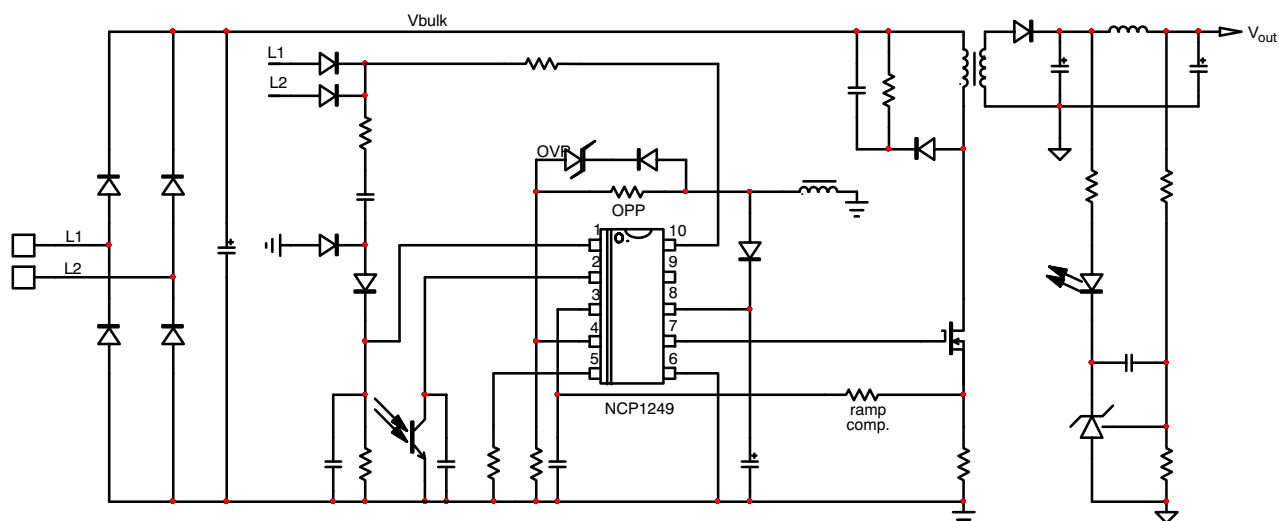 Vbulk
Vout
L1
L2
OVP
OPP
L1
L2
1
10
2
9
3
8
4
7
5
6
NCP1249
ramp
comp.